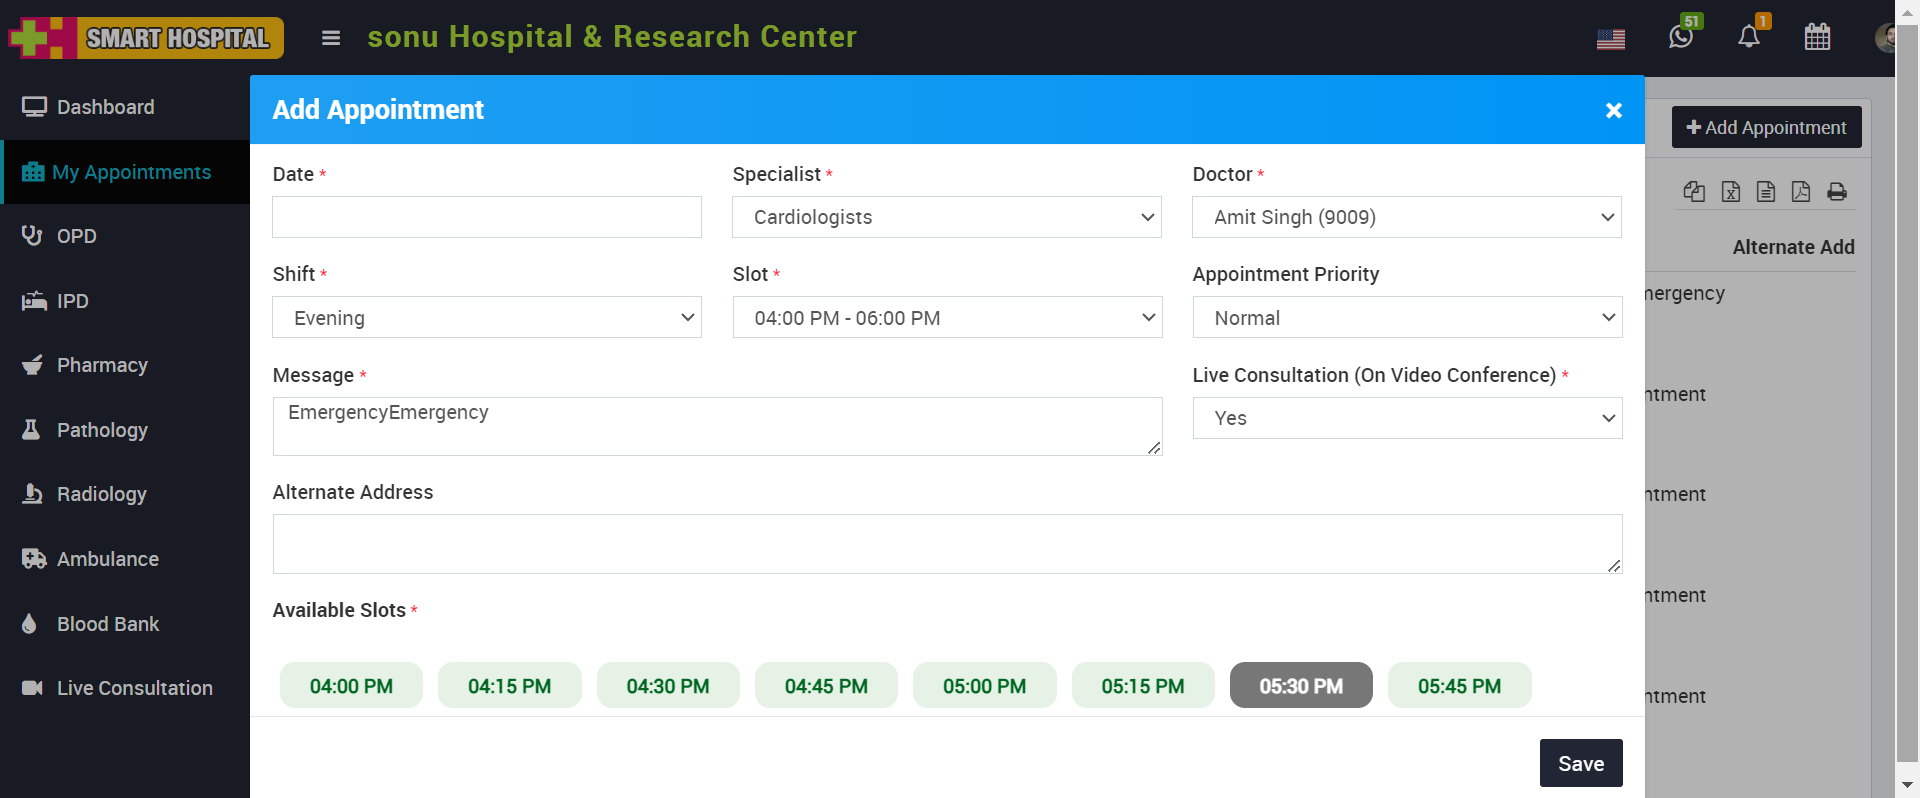 SMART HOSPITAL
sonu Hospital & Research Center
51
1
Dashboard
My Appointments
OPD
IPD
Pharmacy
Pathology
Radiology
Ambulance
Blood Bank
Live Consultation
Add Appointment
Add Appointment
Date *
Specialist *
Doctor *
Cardiologists
Amit Singh (9009)
Shift *
Slot *
Appointment Priority
Evening
04:00 PM - 06:00 PM
Normal
Message *
Live Consultation (On Video Conference) *
EmergencyEmergency
Yes
Alternate Address
Available Slots *
04:00 PM
04:15 PM
04:30 PM
04:45 PM
05:00 PM
05:15 PM
05:30 PM
05:45 PM
Save
Alternate Add
mergency
ntment
ntment
ntment
ntment